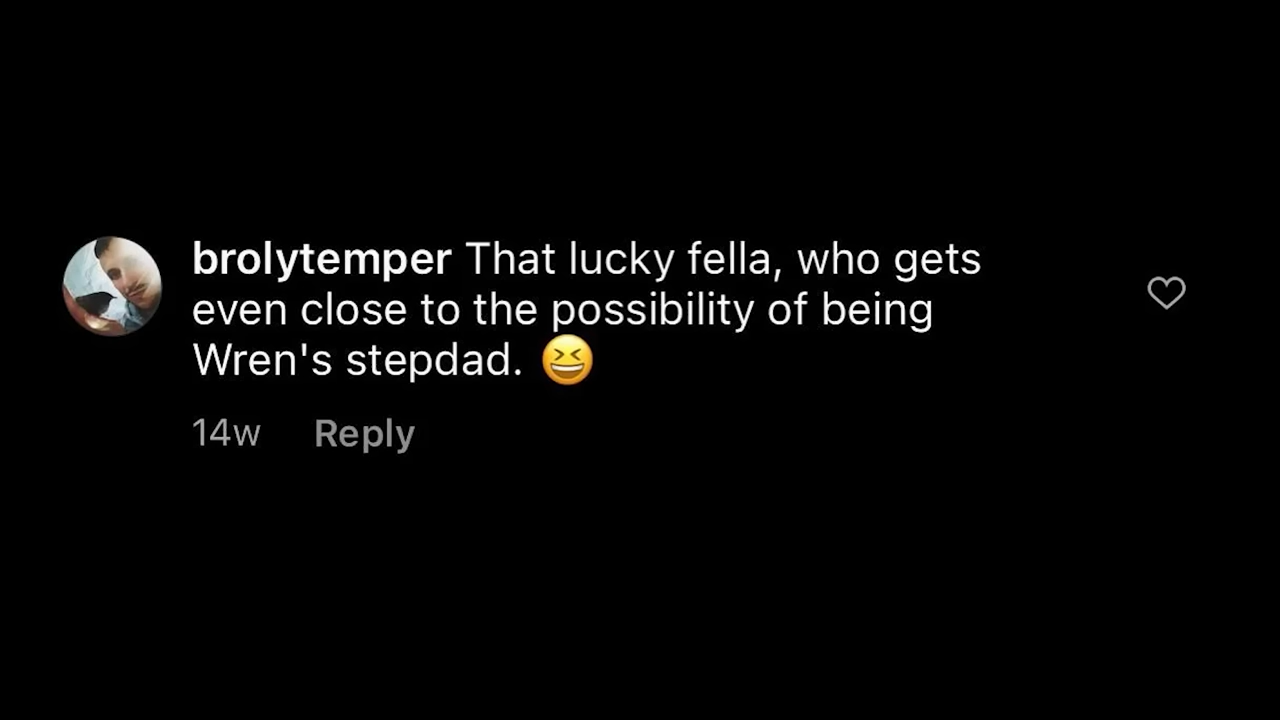 brolytemper That lucky fella, who gets
even close to the possibility of being
Wren's stepdad. 😆
14w Reply